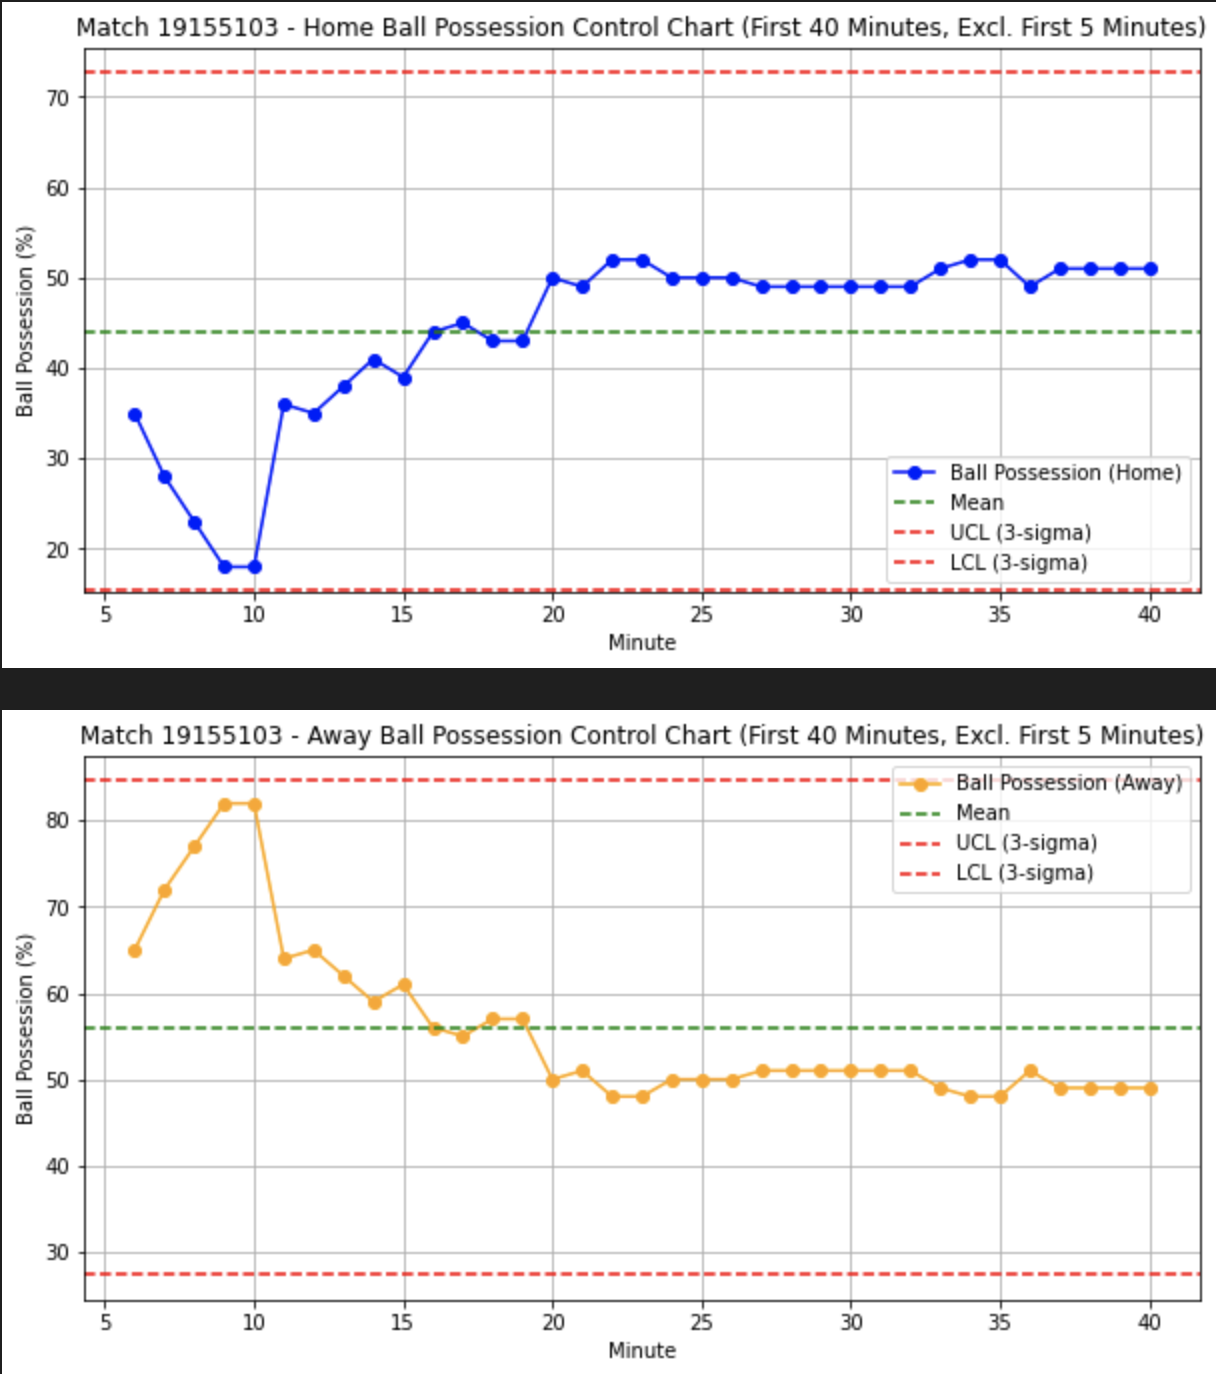 Match 19155103 - Home Ball Possession Control Chart (First 40 Minutes, Excl. First 5 Minutes)
Ball Possession (%)
70
60
50
40
30
20
Ball Possession (Home)
Mean
UCL (3-sigma)
LCL (3-sigma)
5 10 15 20 25 30 35 40
Minute
Match 19155103 - Away Ball Possession Control Chart (First 40 Minutes, Excl. First 5 Minutes)
Ball Possession (%)
80
70
60
50
40
30
Ball Possession (Away)
Mean
UCL (3-sigma)
LCL (3-sigma)
5 10 15 20 25 30 35 40
Minute